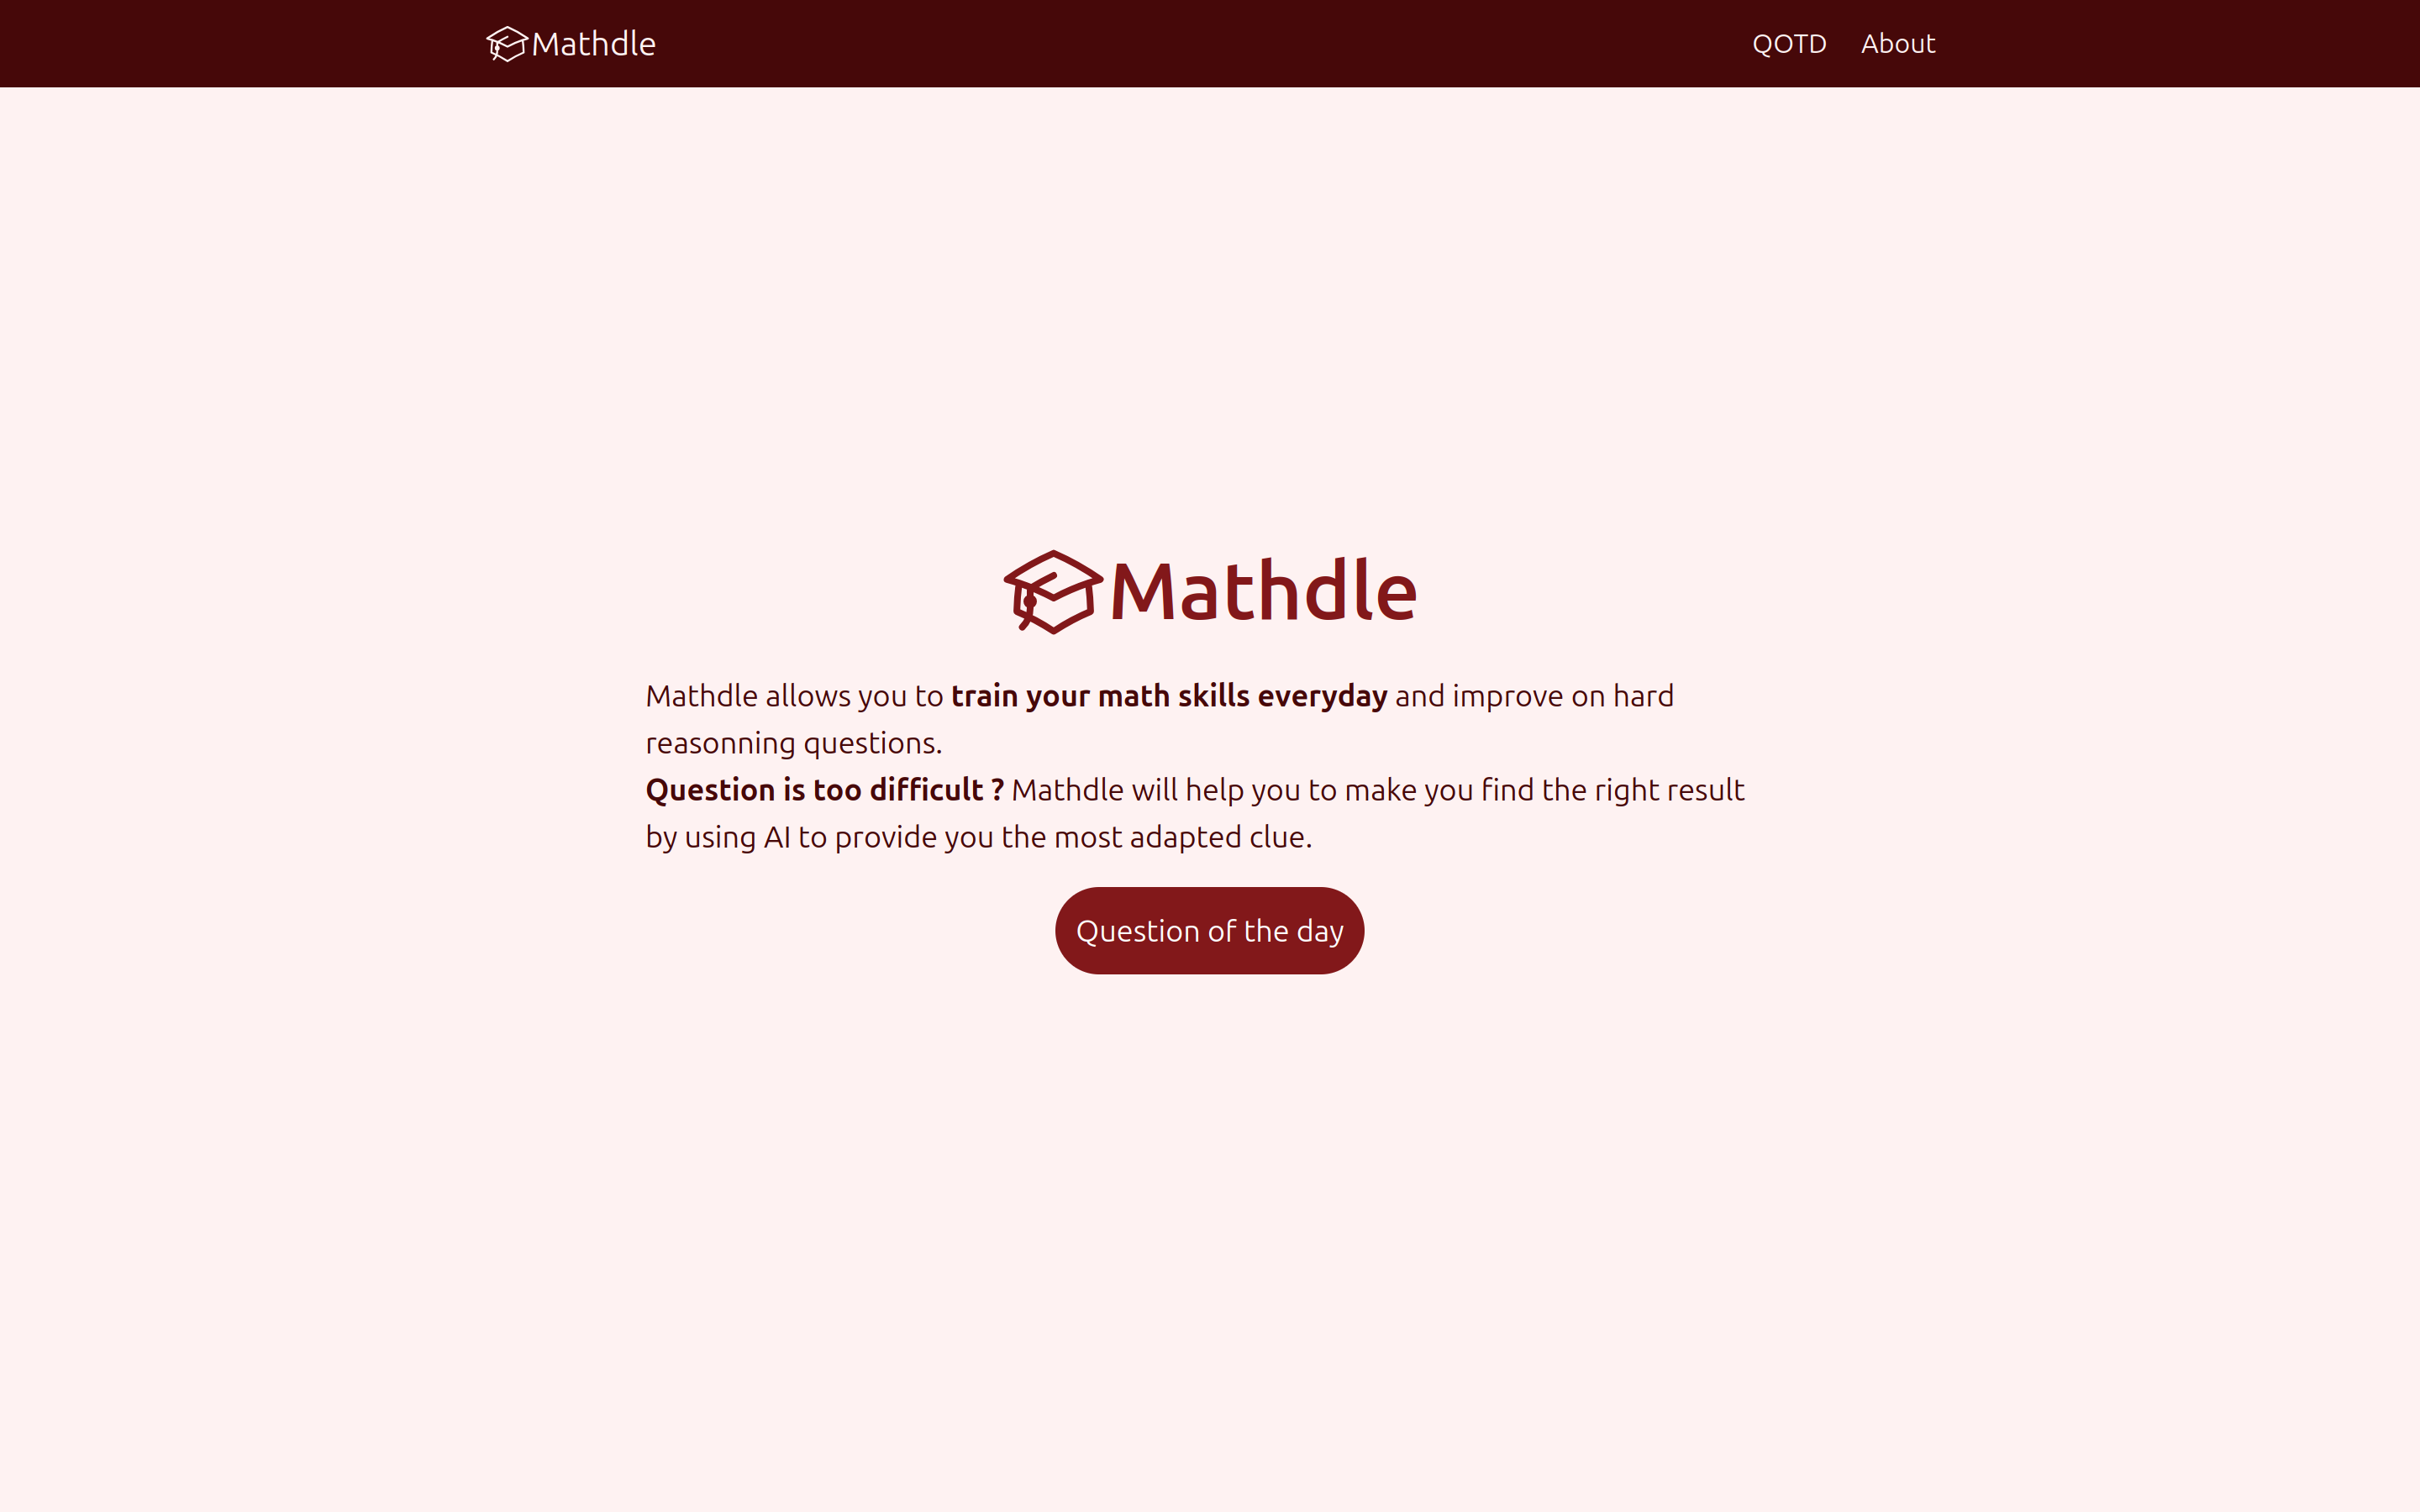 Mathdle
QOTD
About
Mathdle
Mathdle allows you to train your math skills everyday and improve on hard
reasonning questions.
Question is too difficult ? Mathdle will help you to make you find the right result
by using AI to provide you the most adapted clue.
Question of the day